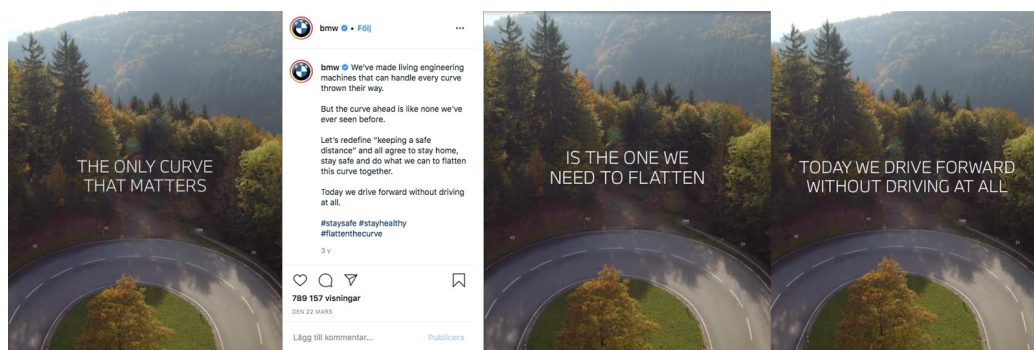 THE ONLY CURVE
THAT MATTERS
bmw • Följ
bmw We've made living engineering
machines that can handle every curve
thrown their way.
But the curve ahead is like none we've
ever seen before.
Let's redefine "keeping a safe
distance" and all agree to stay home,
stay safe and do what we can to flatten
this curve together.
Today we drive forward without driving
at all.
#staysafe #stayhealthy
#flattenthecurve
3 v
789 157 visningar
DEN 22 MARS
Lägg till kommentar... Publicera
IS THE ONE WE
NEED TO FLATTEN
TODAY WE DRIVE FORWARD
WITHOUT DRIVING AT ALL